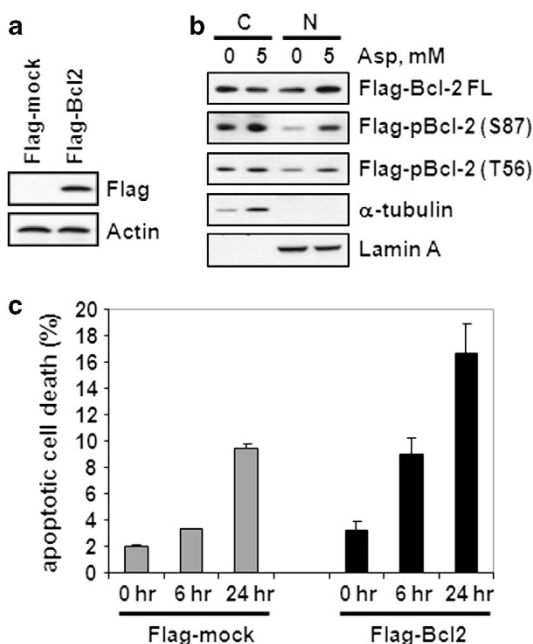 a
Flag-mock
Flag-Bcl2
Flag
Actin
b
C N
0 5 0 5 Asp, mM
Flag-Bcl-2 FL
Flag-pBcl-2 (S87)
Flag-pBcl-2 (T56)
α-tubulin
Lamin A
c
apoptotic cell death (%)
20
18
16
14
12
10
8
6
4
2
0
0 hr 6 hr 24 hr 0 hr 6 hr 24 hr
Flag-mock Flag-Bcl2